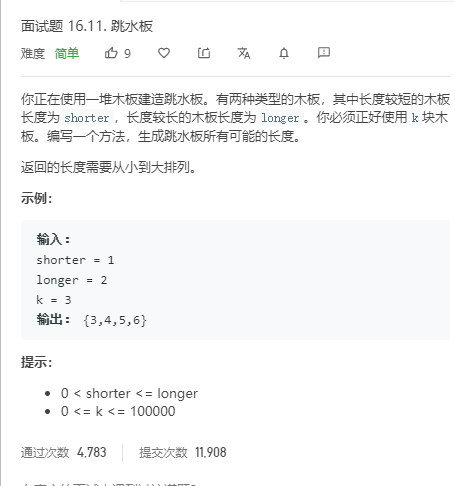 面试题 16.11. 跳水板
难度 简单 9
你正在使用一堆木板建造跳水板。有两种类型的木板，其中长度较短的木板
长度为 shorter ，长度较长的木板长度为 longer 。你必须正好使用 k 块木
板。编写一个方法，生成跳水板所有可能的长度。
返回的长度需要从小到大排列。
示例：
输入：
shorter = 1
longer = 2
k = 3
输出： {3,4,5,6}
提示：
0 < shorter <= longer
0 <= k <= 100000
通过次数 4,783 提交次数 11,908